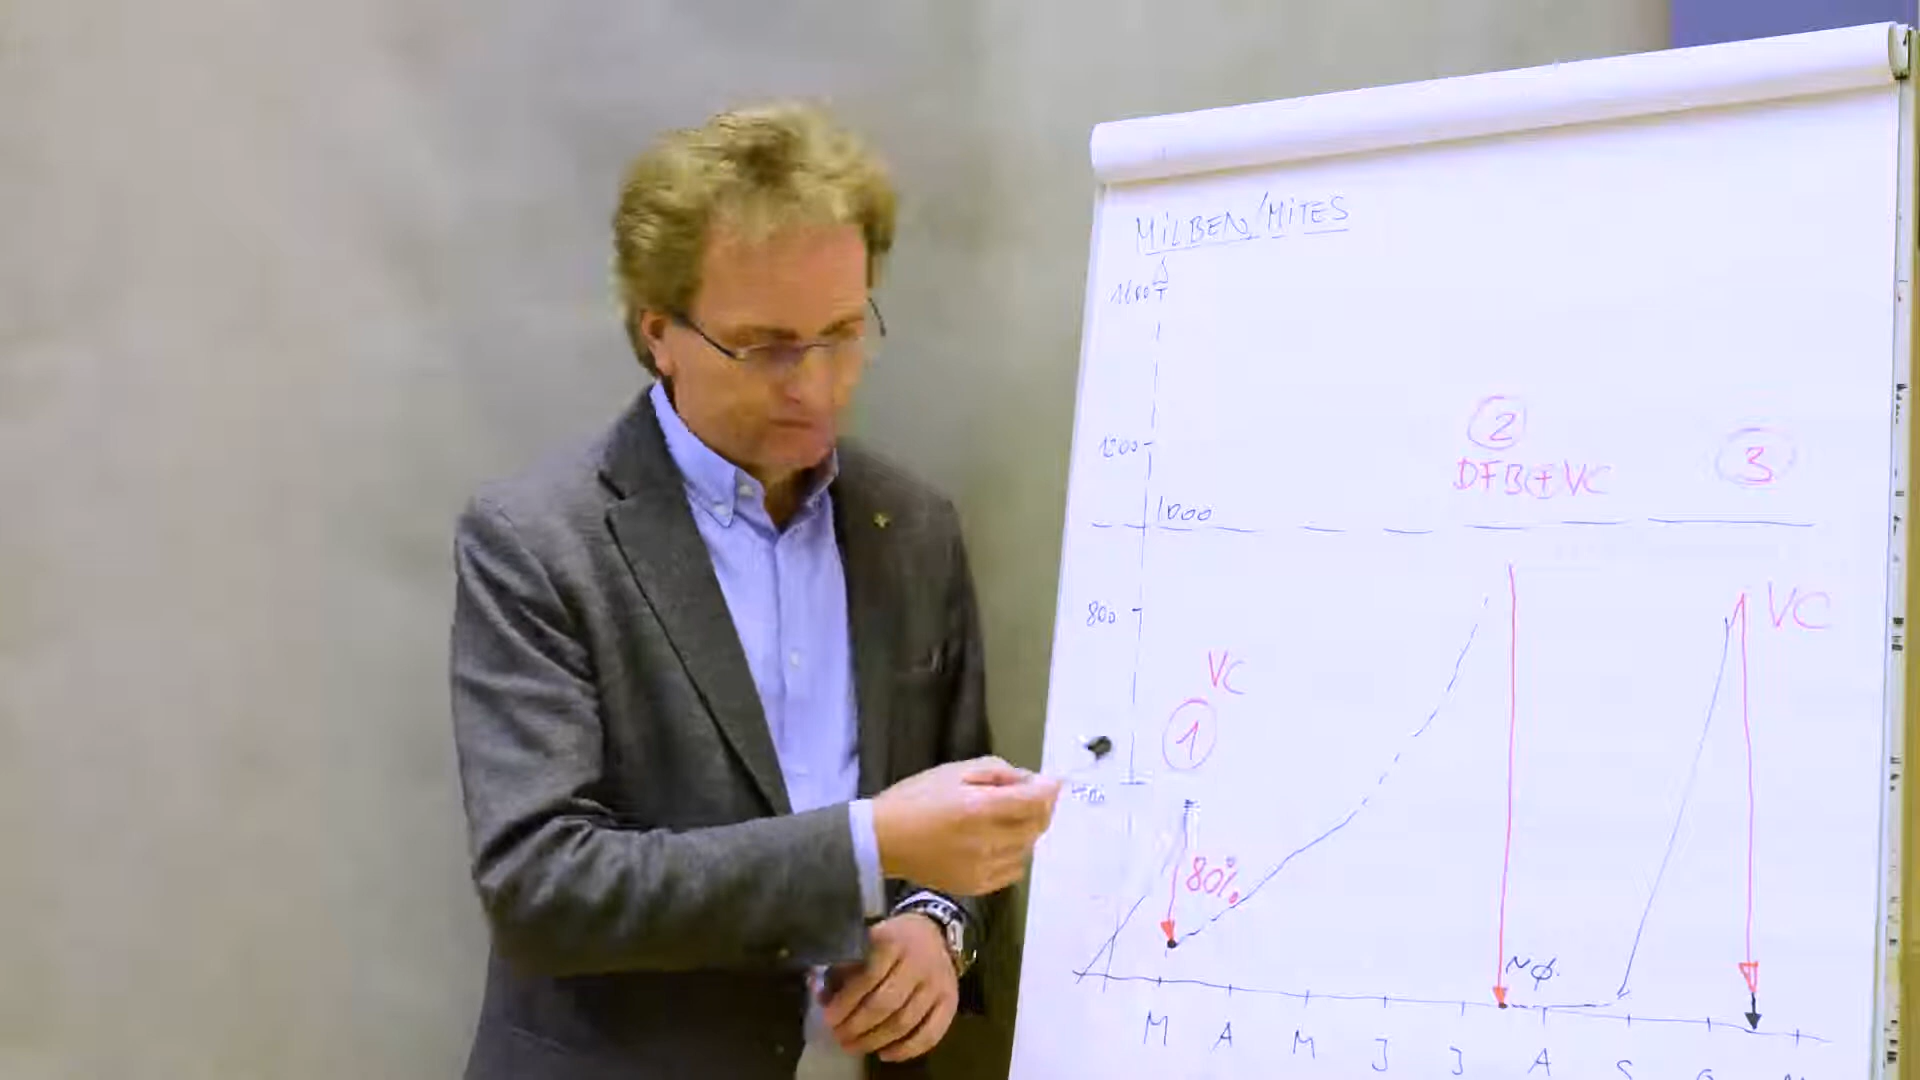 MiLBEN/MiTES
1600
1200
1000
800
400
②
DFB⊕VC
③
VC
VC
①
80%
~ø.
M A M J J A S O N